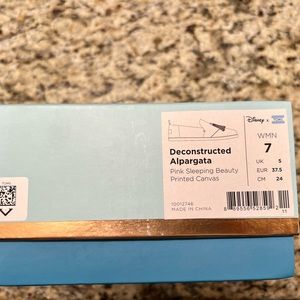 Disney x
Deconstructed
Alpargata
Pink Sleeping Beauty
Printed Canvas
10012746
MADE IN CHINA
WMN
7
UK 5
EUR 37.5
CM 24